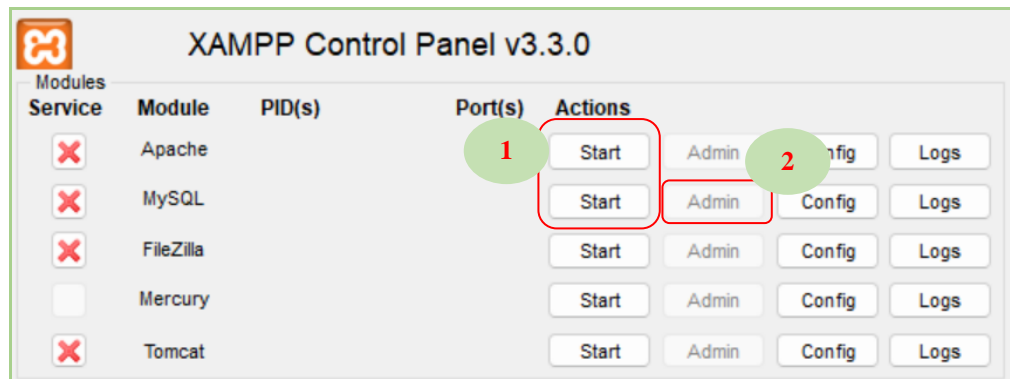 XAMPP Control Panel v3.3.0
Modules
Service Module PID(s) Port(s) Actions
Apache 1 Start Admin 2 nfig Logs
MySQL Start Admin Config Logs
FileZilla Start Admin Config Logs
Mercury Start Admin Config Logs
Tomcat Start Admin Config Logs